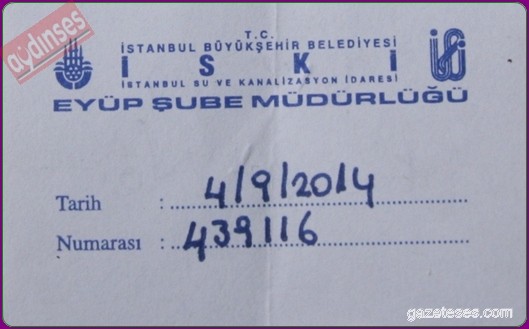 aydınses
T.C.
İSTANBUL BÜYÜKŞEHİR BELEDİYESİ
İ S K İ
İSTANBUL SU VE KANALİZASYON İDARESİ
EYÜP ŞUBE MÜDÜRLÜĞÜ
Tarih : 4/9/2014
Numarası : 439116
gazeteses.com